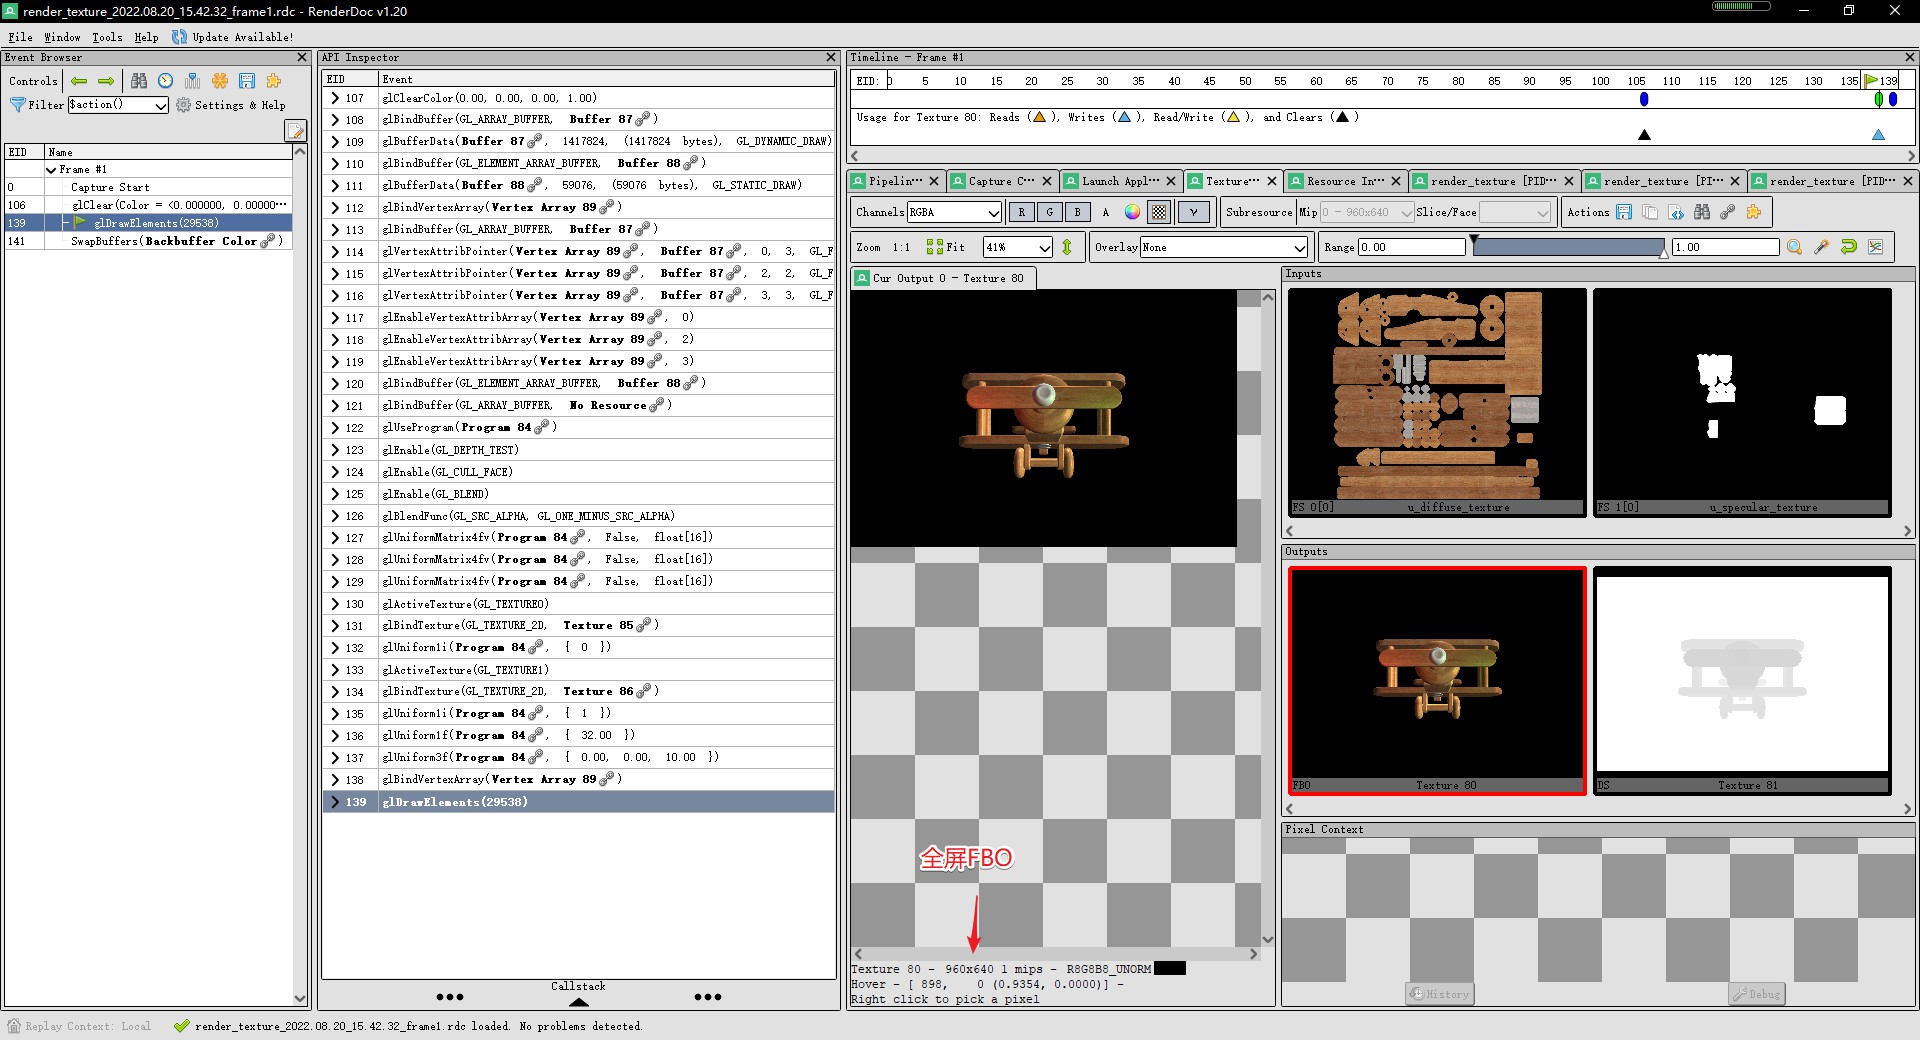 render_texture_2022.08.20_15.42.32_frame1.rdc - RenderDoc v1.20
File Window Tools Help Update Available!
Event Browser
Controls
Filter $action() Settings & Help
EID Name
Frame #1
0 Capture Start
106 glClear(Color = <0.000000, 0.00000···
139 glDrawElements(29538)
141 SwapBuffers(Backbuffer Color)
API Inspector
EID Event
107 glClearColor(0.00, 0.00, 0.00, 1.00)
108 glBindBuffer(GL_ARRAY_BUFFER, Buffer 87)
109 glBufferData(Buffer 87, 1417824, (1417824 bytes), GL_DYNAMIC_DRAW)
110 glBindBuffer(GL_ELEMENT_ARRAY_BUFFER, Buffer 88)
111 glBufferData(Buffer 88, 59076, (59076 bytes), GL_STATIC_DRAW)
112 glBindVertexArray(Vertex Array 89)
113 glBindBuffer(GL_ARRAY_BUFFER, Buffer 87)
114 glVertexAttribPointer(Vertex Array 89, Buffer 87, 0, 3, GL_F
115 glVertexAttribPointer(Vertex Array 89, Buffer 87, 2, 2, GL_F
116 glVertexAttribPointer(Vertex Array 89, Buffer 87, 3, 3, GL_F
117 glEnableVertexAttribArray(Vertex Array 89, 0)
118 glEnableVertexAttribArray(Vertex Array 89, 2)
119 glEnableVertexAttribArray(Vertex Array 89, 3)
120 glBindBuffer(GL_ELEMENT_ARRAY_BUFFER, Buffer 88)
121 glBindBuffer(GL_ARRAY_BUFFER, No Resource)
122 glUseProgram(Program 84)
123 glEnable(GL_DEPTH_TEST)
124 glEnable(GL_CULL_FACE)
125 glEnable(GL_BLEND)
126 glBlendFunc(GL_SRC_ALPHA, GL_ONE_MINUS_SRC_ALPHA)
127 glUniformMatrix4fv(Program 84, False, float[16])
128 glUniformMatrix4fv(Program 84, False, float[16])
129 glUniformMatrix4fv(Program 84, False, float[16])
130 glActiveTexture(GL_TEXTURE0)
131 glBindTexture(GL_TEXTURE_2D, Texture 85)
132 glUniform1i(Program 84, { 0 })
133 glActiveTexture(GL_TEXTURE1)
134 glBindTexture(GL_TEXTURE_2D, Texture 86)
135 glUniform1i(Program 84, { 1 })
136 glUniform1f(Program 84, { 32.00 })
137 glUniform3f(Program 84, { 0.00, 0.00, 10.00 })
138 glBindVertexArray(Vertex Array 89)
139 glDrawElements(29538)
Callstack
Timeline - Frame #1
EID: 0 5 10 15 20 25 30 35 40 45 50 55 60 65 70 75 80 85 90 95 100 105 110 115 120 125 130 135 139
Usage for Texture 80: Reads ( ), Writes ( ), Read/Write ( ), and Clears ( )
Pipelin··· Capture C··· Launch Appl··· Texture··· Resource In··· render_texture [PID··· render_texture [PI··· render_texture [PID···
Channels RGBA R G B A γ Subresource Mip 0 - 960x640 Slice/Face Actions
Zoom 1:1 Fit 41% Overlay None Range 0.00 1.00
Cur Output 0 - Texture 80
全屏FBO
Texture 80 - 960x640 1 mips - R8G8B8_UNORM
Hover - [ 898, 0 (0.9354, 0.0000)] -
Right click to pick a pixel
Inputs
FS 0[0] u_diffuse_texture
FS 1[0] u_specular_texture
Outputs
FBO Texture 80
DS Texture 81
Pixel Context
History Debug
Replay Context: Local render_texture_2022.08.20_15.42.32_frame1.rdc loaded. No problems detected.